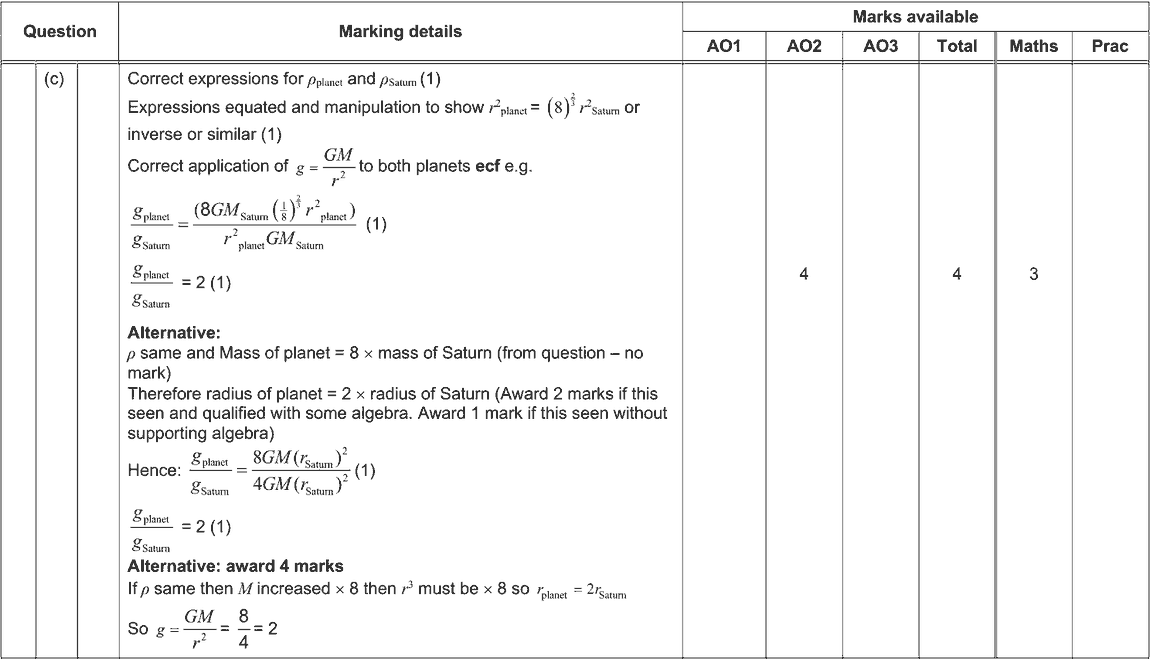 Question Marking details Marks available
AO1 AO2 AO3 Total Maths Prac
(c) Correct expressions for ρplanet and ρSaturn (1)
Expressions equated and manipulation to show r²planet = (8)^(2/3) r²Saturn or
inverse or similar (1)
Correct application of g = GM/r² to both planets ecf e.g.
gplanet/gSaturn = (8GMSaturn (1/8)^(2/3) r²planet)/(r²planet GMSaturn) (1)
gplanet/gSaturn = 2 (1)
4 4 3
Alternative:
ρ same and Mass of planet = 8 × mass of Saturn (from question – no
mark)
Therefore radius of planet = 2 × radius of Saturn (Award 2 marks if this
seen and qualified with some algebra. Award 1 mark if this seen without
supporting algebra)
Hence: gplanet/gSaturn = 8GM(rSaturn)²/4GM(rSaturn)² (1)
gplanet/gSaturn = 2 (1)
Alternative: award 4 marks
If ρ same then M increased × 8 then r³ must be × 8 so rplanet = 2rSaturn
So g = GM/r² = 8/4 = 2